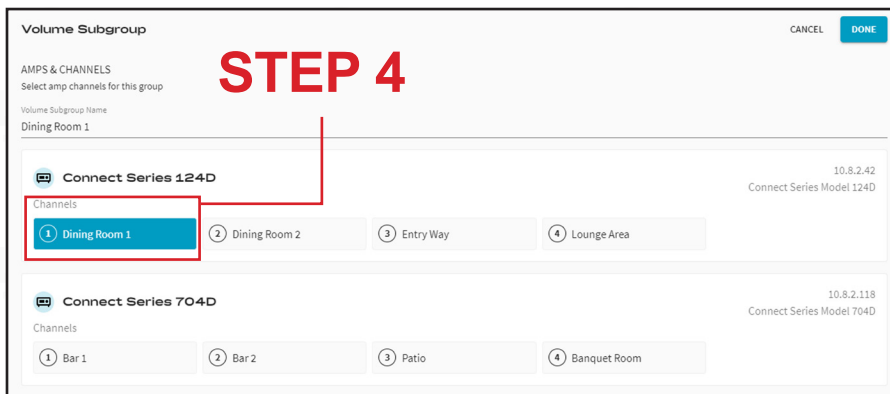 Volume Subgroup
CANCEL
DONE
AMPS & CHANNELS
STEP 4
Select amp channels for this group
Volume Subgroup Name
Dining Room 1
Connect Series 124D
10.8.2.42
Connect Series Model 124D
Channels
1 Dining Room 1 2 Dining Room 2 3 Entry Way 4 Lounge Area
Connect Series 704D
10.8.2.118
Connect Series Model 704D
Channels
1 Bar 1 2 Bar 2 3 Patio 4 Banquet Room